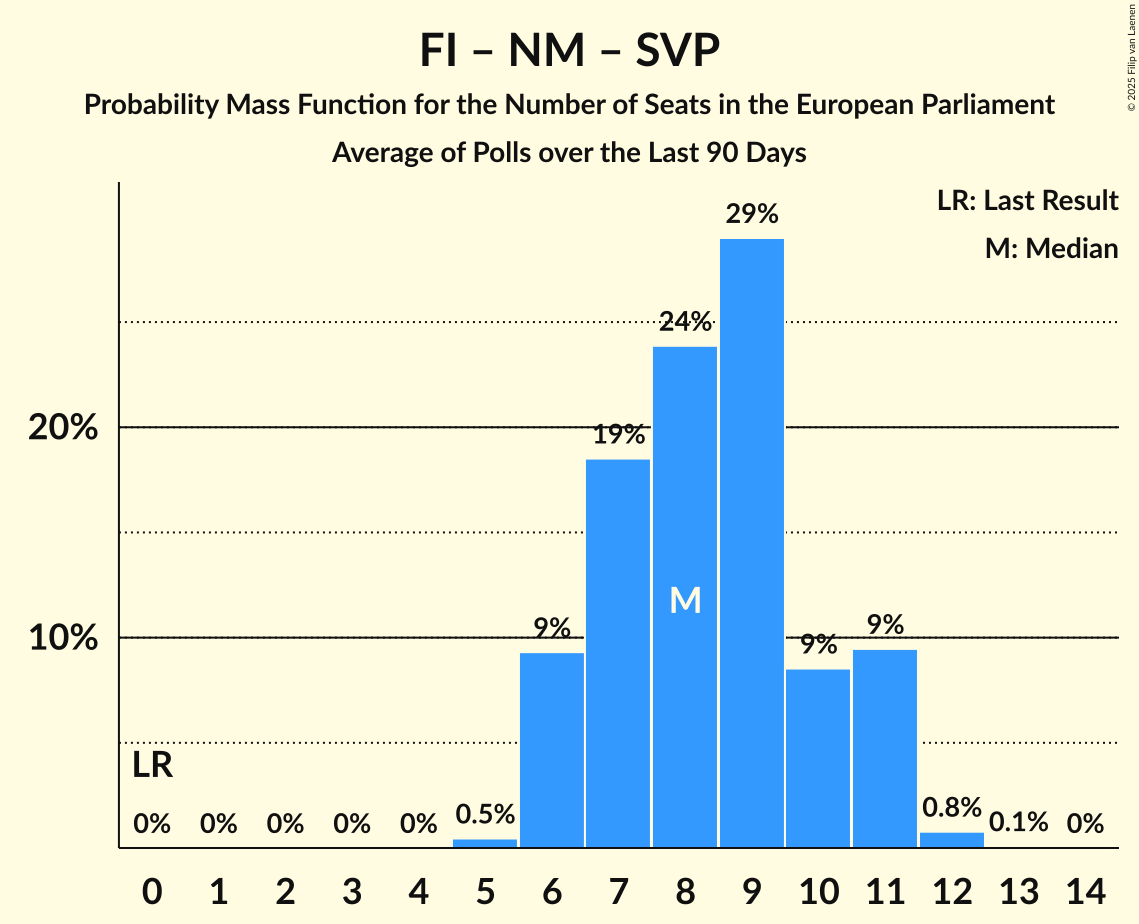 FI – NM – SVP
Probability Mass Function for the Number of Seats in the European Parliament
Average of Polls over the Last 90 Days
© 2025 Filip van Laenen
LR: Last Result
M: Median
29%
24%
20%
19%
M
10%
9%
9%
9%
LR
0% 0% 0% 0% 0% 0.5% 0.8% 0.1% 0%
0 1 2 3 4 5 6 7 8 9 10 11 12 13 14